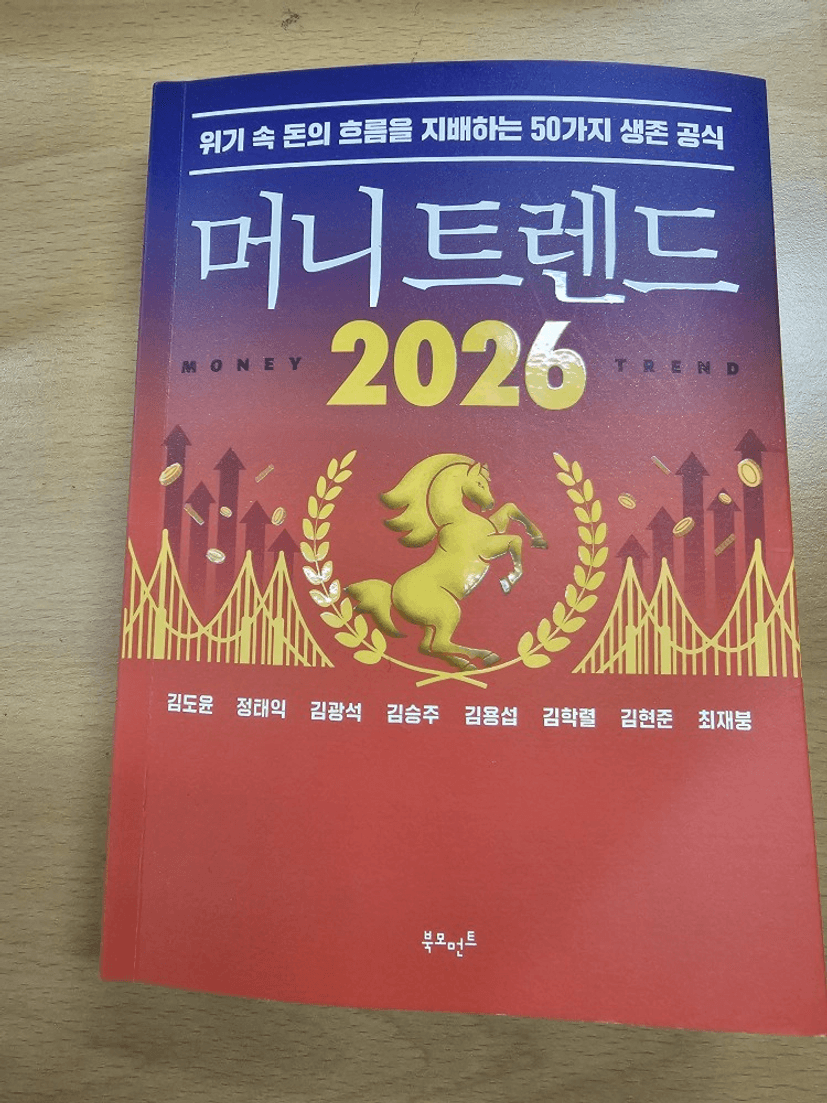 위기 속 돈의 흐름을 지배하는 50가지 생존 공식
머니 트렌드
MONEY 2026 TREND
김도윤 정태익 김광석 김승주 김용섭 김학렬 김현준 최재붕
북모먼트